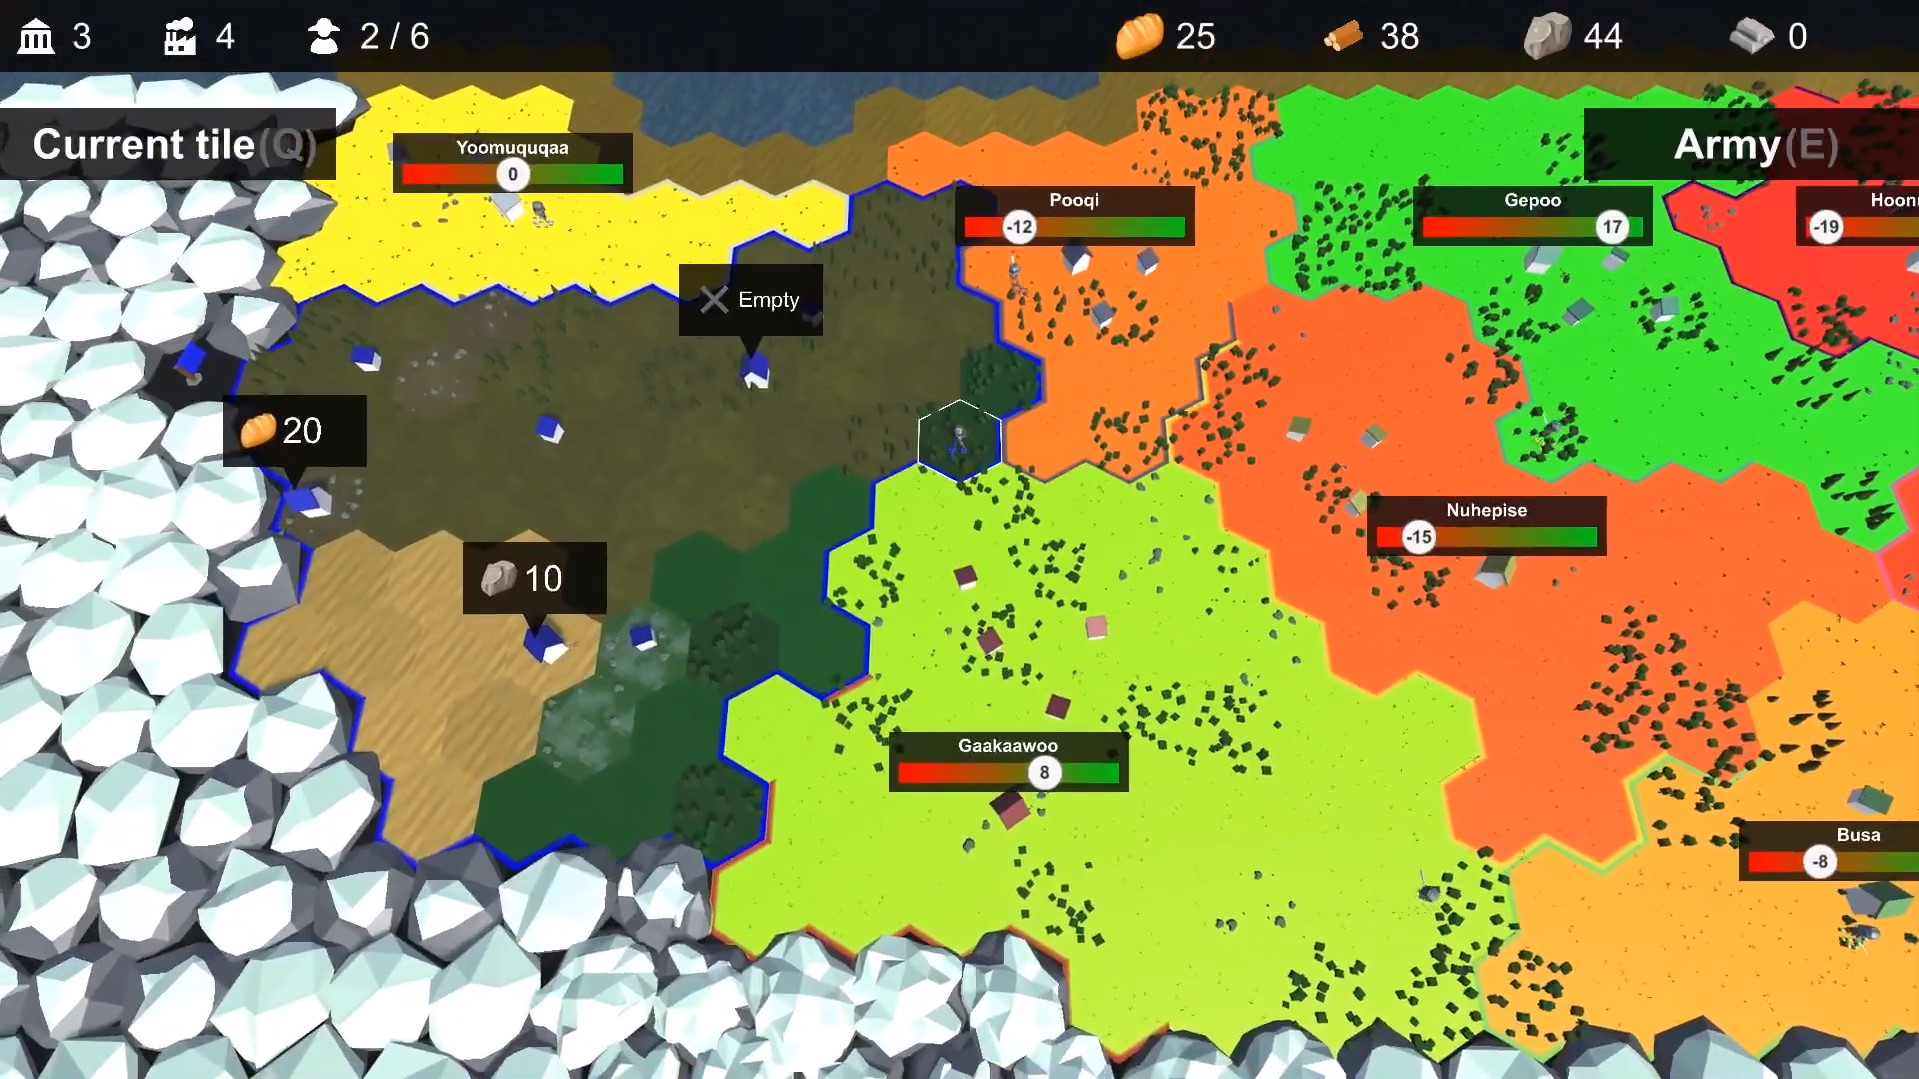 3 4 2 / 6 25 38 44 0
Current tile(Q)
Army(E)
Yoomuquqaa
0
Pooqi
-12
Gepoo
17
-19
Empty
20
10
Nuhepise
-15
Gaakaawoo
8
Busa
-8